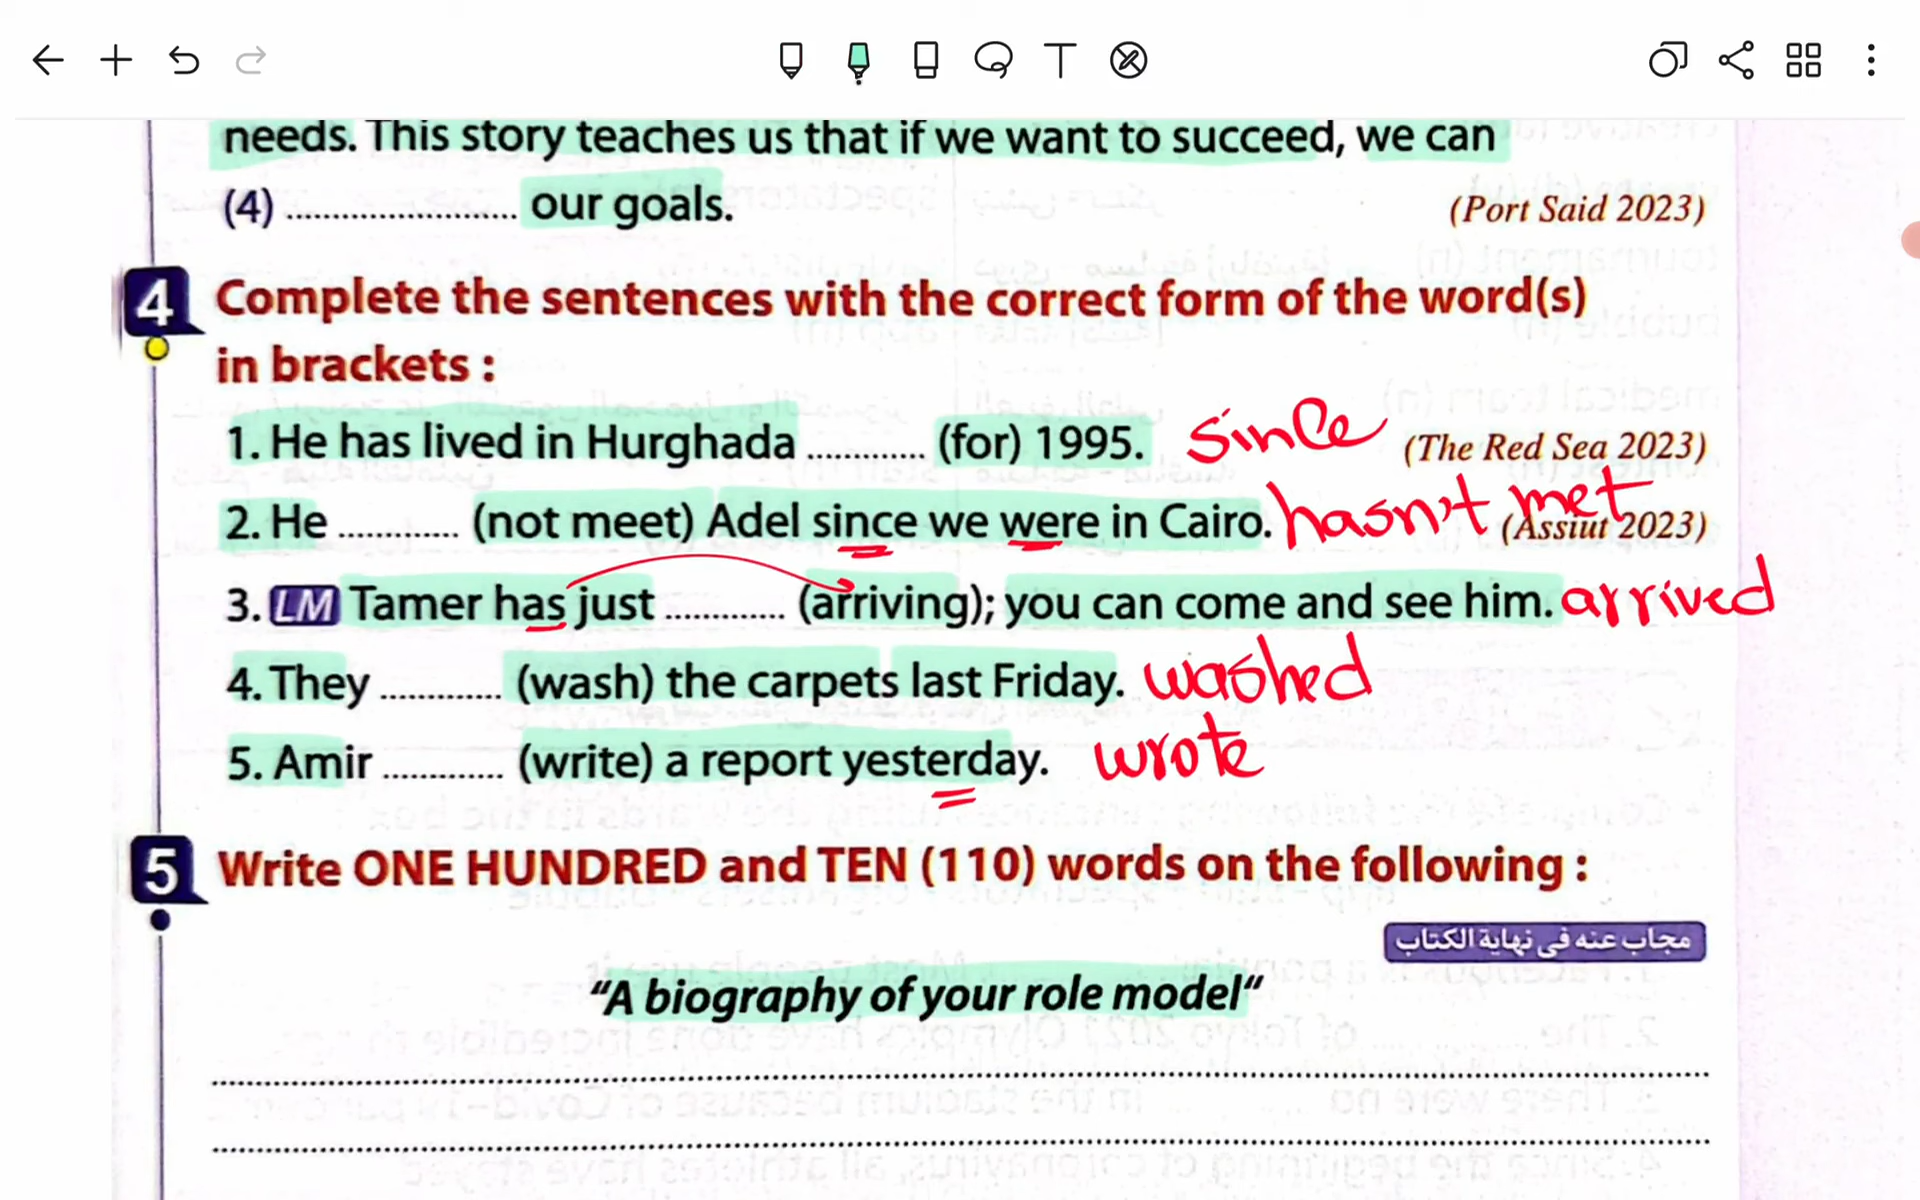 needs. This story teaches us that if we want to succeed, we can
(4) ........................ our goals. (Port Said 2023)
4 Complete the sentences with the correct form of the word(s)
in brackets :
1. He has lived in Hurghada ............. (for) 1995. since (The Red Sea 2023)
2. He ............. (not meet) Adel since we were in Cairo. hasn't met (Assiut 2023)
3. LM Tamer has just ............. (arriving); you can come and see him. arrived
4. They ............. (wash) the carpets last Friday. washed
5. Amir ............. (write) a report yesterday. wrote
5 Write ONE HUNDRED and TEN (110) words on the following :
مجاب عنه فى نهاية الكتاب
“A biography of your role model“